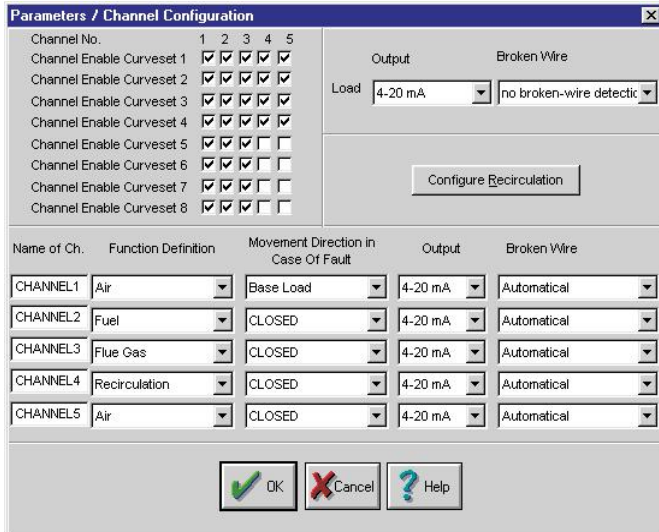 Parameters / Channel Configuration
Channel No. 1 2 3 4 5
Channel Enable Curveset 1
Channel Enable Curveset 2
Channel Enable Curveset 3
Channel Enable Curveset 4
Channel Enable Curveset 5
Channel Enable Curveset 6
Channel Enable Curveset 7
Channel Enable Curveset 8
Output Broken Wire
Load 4-20 mA no broken-wire detectic
Configure Recirculation
Name of Ch. Function Definition Movement Direction in Case Of Fault Output Broken Wire
CHANNEL1 Air Base Load 4-20 mA Automatical
CHANNEL2 Fuel CLOSED 4-20 mA Automatical
CHANNEL3 Flue Gas CLOSED 4-20 mA Automatical
CHANNEL4 Recirculation CLOSED 4-20 mA Automatical
CHANNEL5 Air CLOSED 4-20 mA Automatical
OK Cancel Help